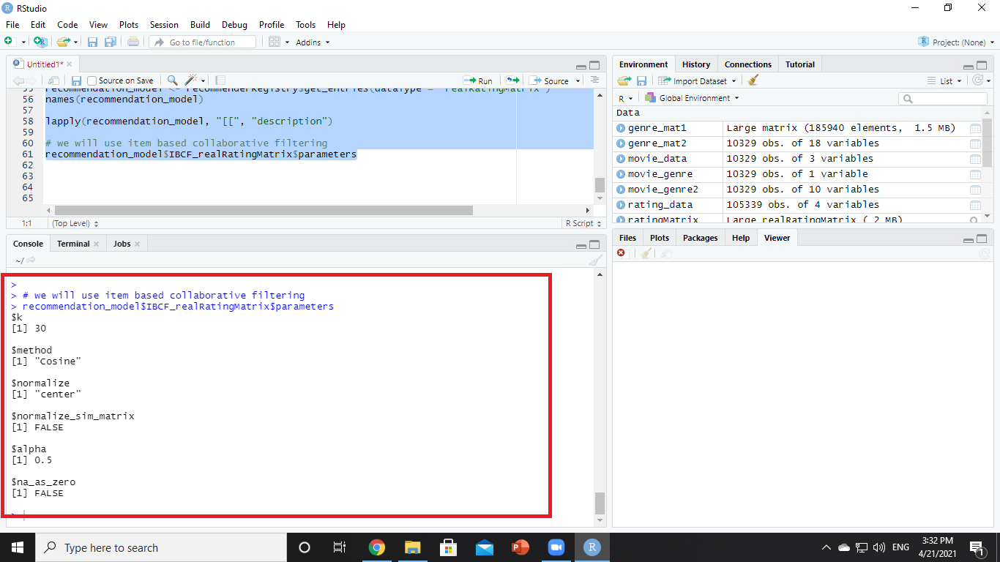 RStudio
File Edit Code View Plots Session Build Debug Profile Tools Help
Go to file/function Addins Project: (None)
Untitled1*
Source on Save Run Source
55 recommendation_model <- recommenderRegistry$get_entries(dataType = "realRatingMatrix")
56 names(recommendation_model)
57
58 lapply(recommendation_model, "[[", "description")
59
60 # we will use item based collaborative filtering
61 recommendation_model$IBCF_realRatingMatrix$parameters
62
63
64
65
1:1 (Top Level) R Script
Console Terminal Jobs
~/
>
> # we will use item based collaborative filtering
> recommendation_model$IBCF_realRatingMatrix$parameters
$k
[1] 30
$method
[1] "cosine"
$normalize
[1] "center"
$normalize_sim_matrix
[1] FALSE
$alpha
[1] 0.5
$na_as_zero
[1] FALSE
>
Environment History Connections Tutorial
Import Dataset List
R Global Environment
Data
genre_mat1 Large matrix (185940 elements, 1.5 MB)
genre_mat2 10329 obs. of 18 variables
movie_data 10329 obs. of 3 variables
movie_genre 10329 obs. of 1 variable
movie_genre2 10329 obs. of 10 variables
rating_data 105339 obs. of 4 variables
ratingMatrix Large realRatingMatrix ( 2 MB)
Files Plots Packages Help Viewer
Type here to search
ENG
3:32 PM
4/21/2021
1